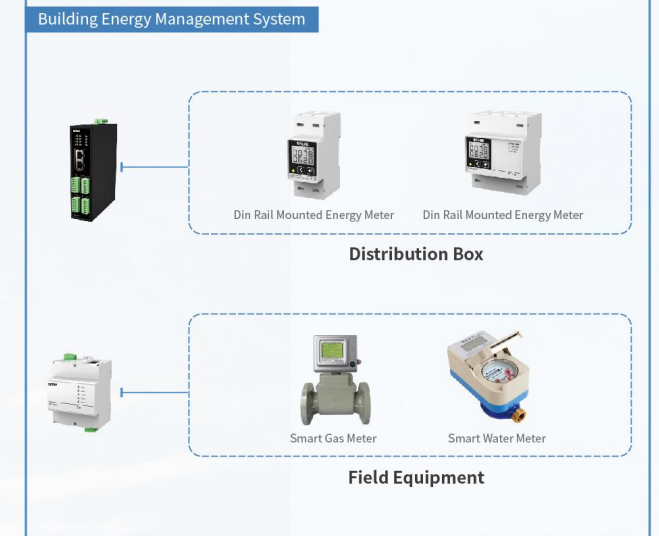 Building Energy Management System
Din Rail Mounted Energy Meter
Din Rail Mounted Energy Meter
Distribution Box
Smart Gas Meter
Smart Water Meter
Field Equipment